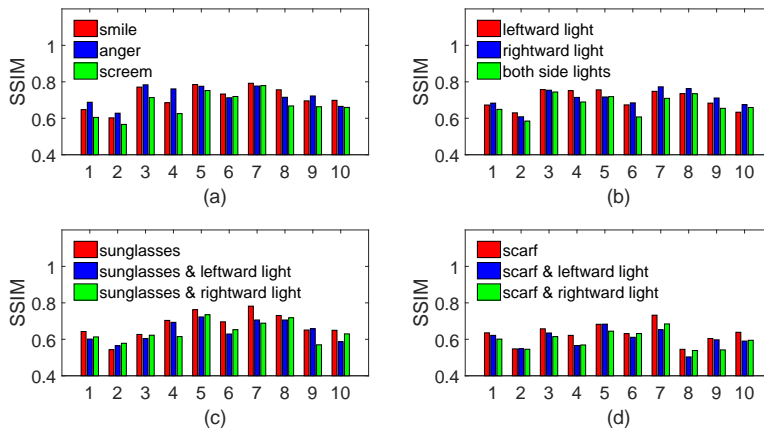 SSIM
1
0.8
0.6
0.4
smile
anger
screem
1 2 3 4 5 6 7 8 9 10
(a)
SSIM
1
0.8
0.6
0.4
leftward light
rightward light
both side lights
1 2 3 4 5 6 7 8 9 10
(b)
SSIM
1
0.8
0.6
0.4
sunglasses
sunglasses & leftward light
sunglasses & rightward light
1 2 3 4 5 6 7 8 9 10
(c)
SSIM
1
0.8
0.6
0.4
scarf
scarf & leftward light
scarf & rightward light
1 2 3 4 5 6 7 8 9 10
(d)